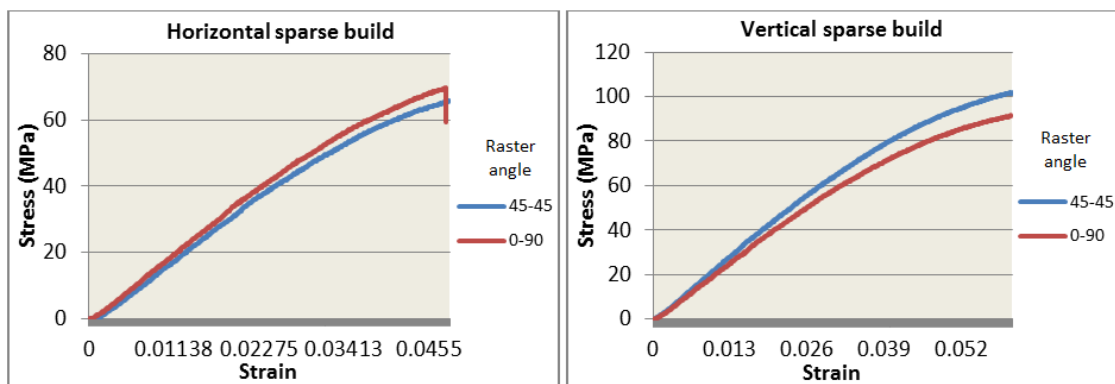 Horizontal sparse build
80
60
40
20
0
Stress (MPa)
0 0.01138 0.02275 0.03413 0.0455
Strain
Raster
angle
45-45
0-90
Vertical sparse build
120
100
80
60
40
20
0
Stress (MPa)
0 0.013 0.026 0.039 0.052
Strain
Raster
angle
45-45
0-90